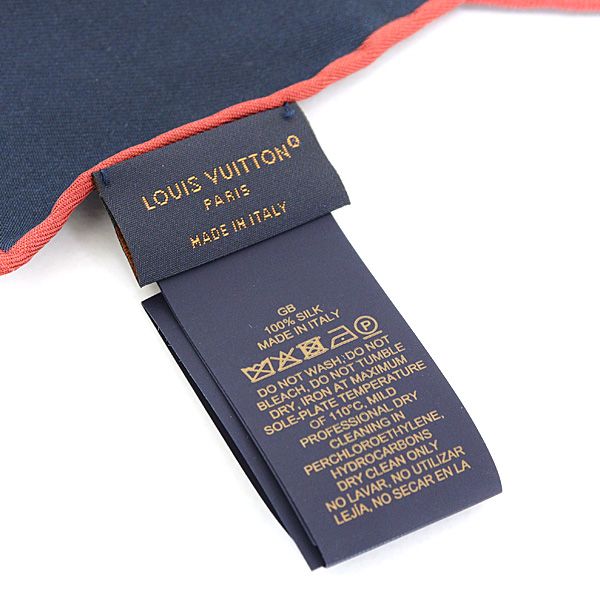 LOUIS VUITTON®
PARIS
MADE IN ITALY
GB
100% SILK
MADE IN ITALY
P
DO NOT WASH; DO NOT
BLEACH, DO NOT TUMBLE
DRY, IRON AT MAXIMUM
SOLE-PLATE TEMPERATURE
OF 110°C, MILD
PROFESSIONAL DRY
CLEANING IN
PERCHLOROETHYLENE,
HYDROCARBONS
DRY CLEAN ONLY
NO LAVAR, NO UTILIZAR
LEJÍA, NO SECAR EN LA